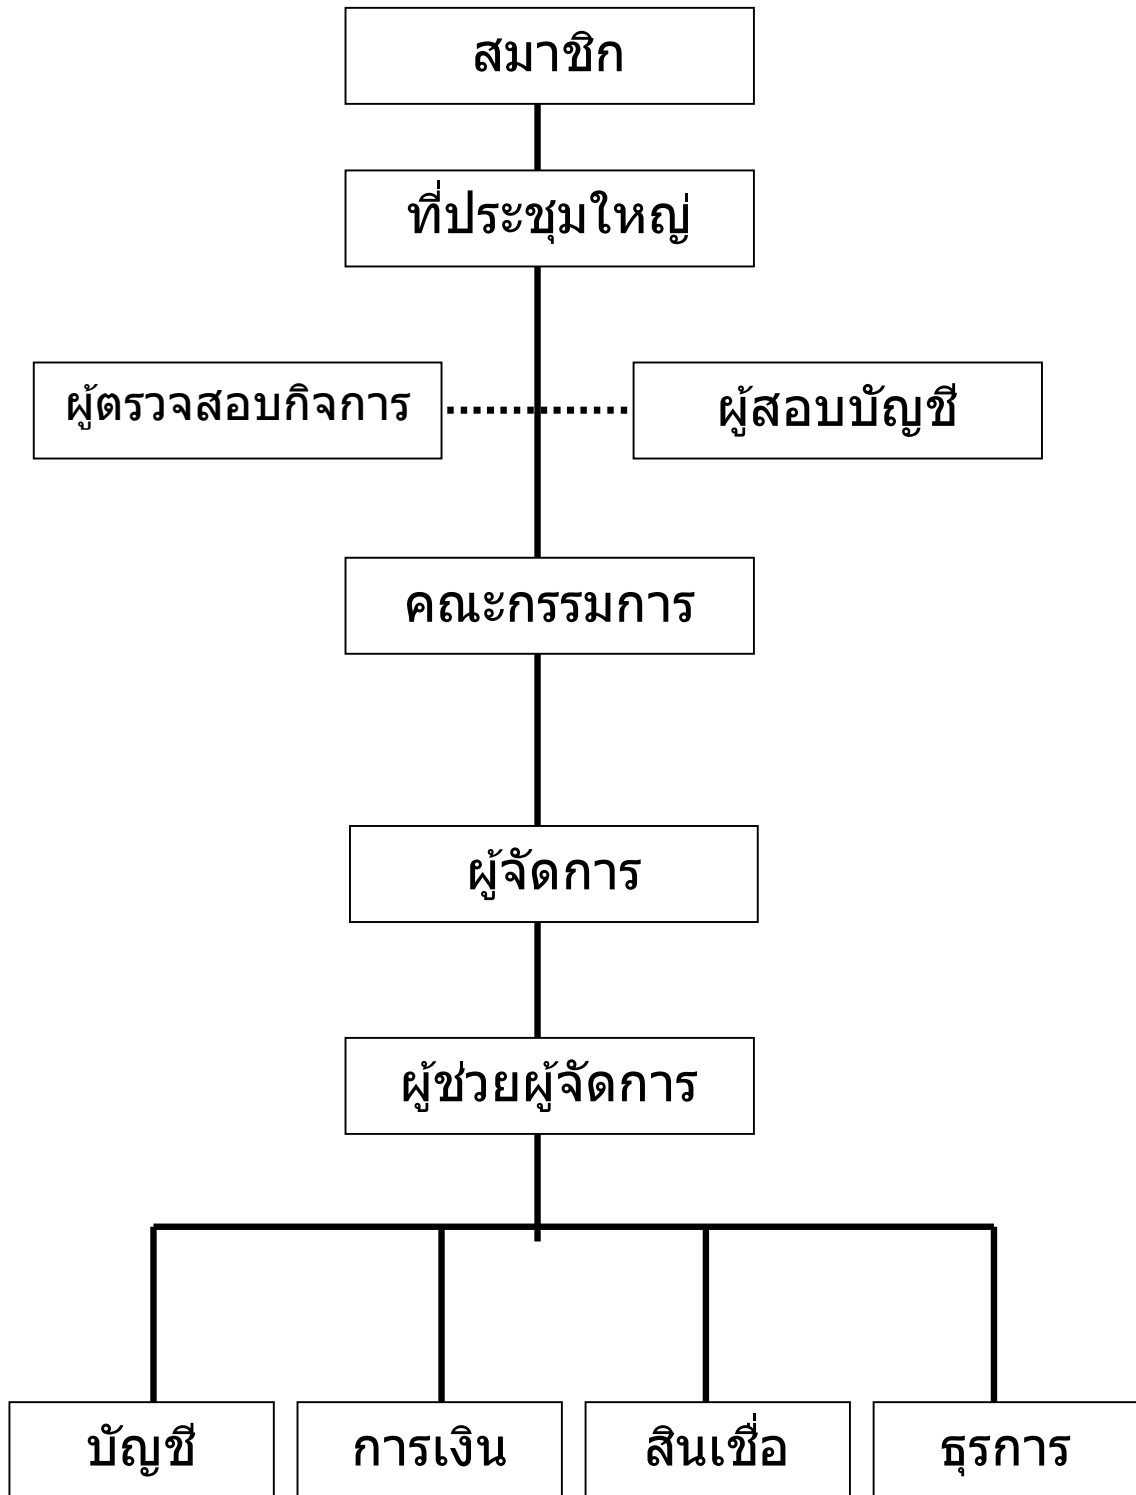 สมาชิก
ที่ประชุมใหญ่
ผู้ตรวจสอบกิจการ
ผู้สอบบัญชี
คณะกรรมการ
ผู้จัดการ
ผู้ช่วยผู้จัดการ
บัญชี
การเงิน
สินเชื่อ
ธุรการ